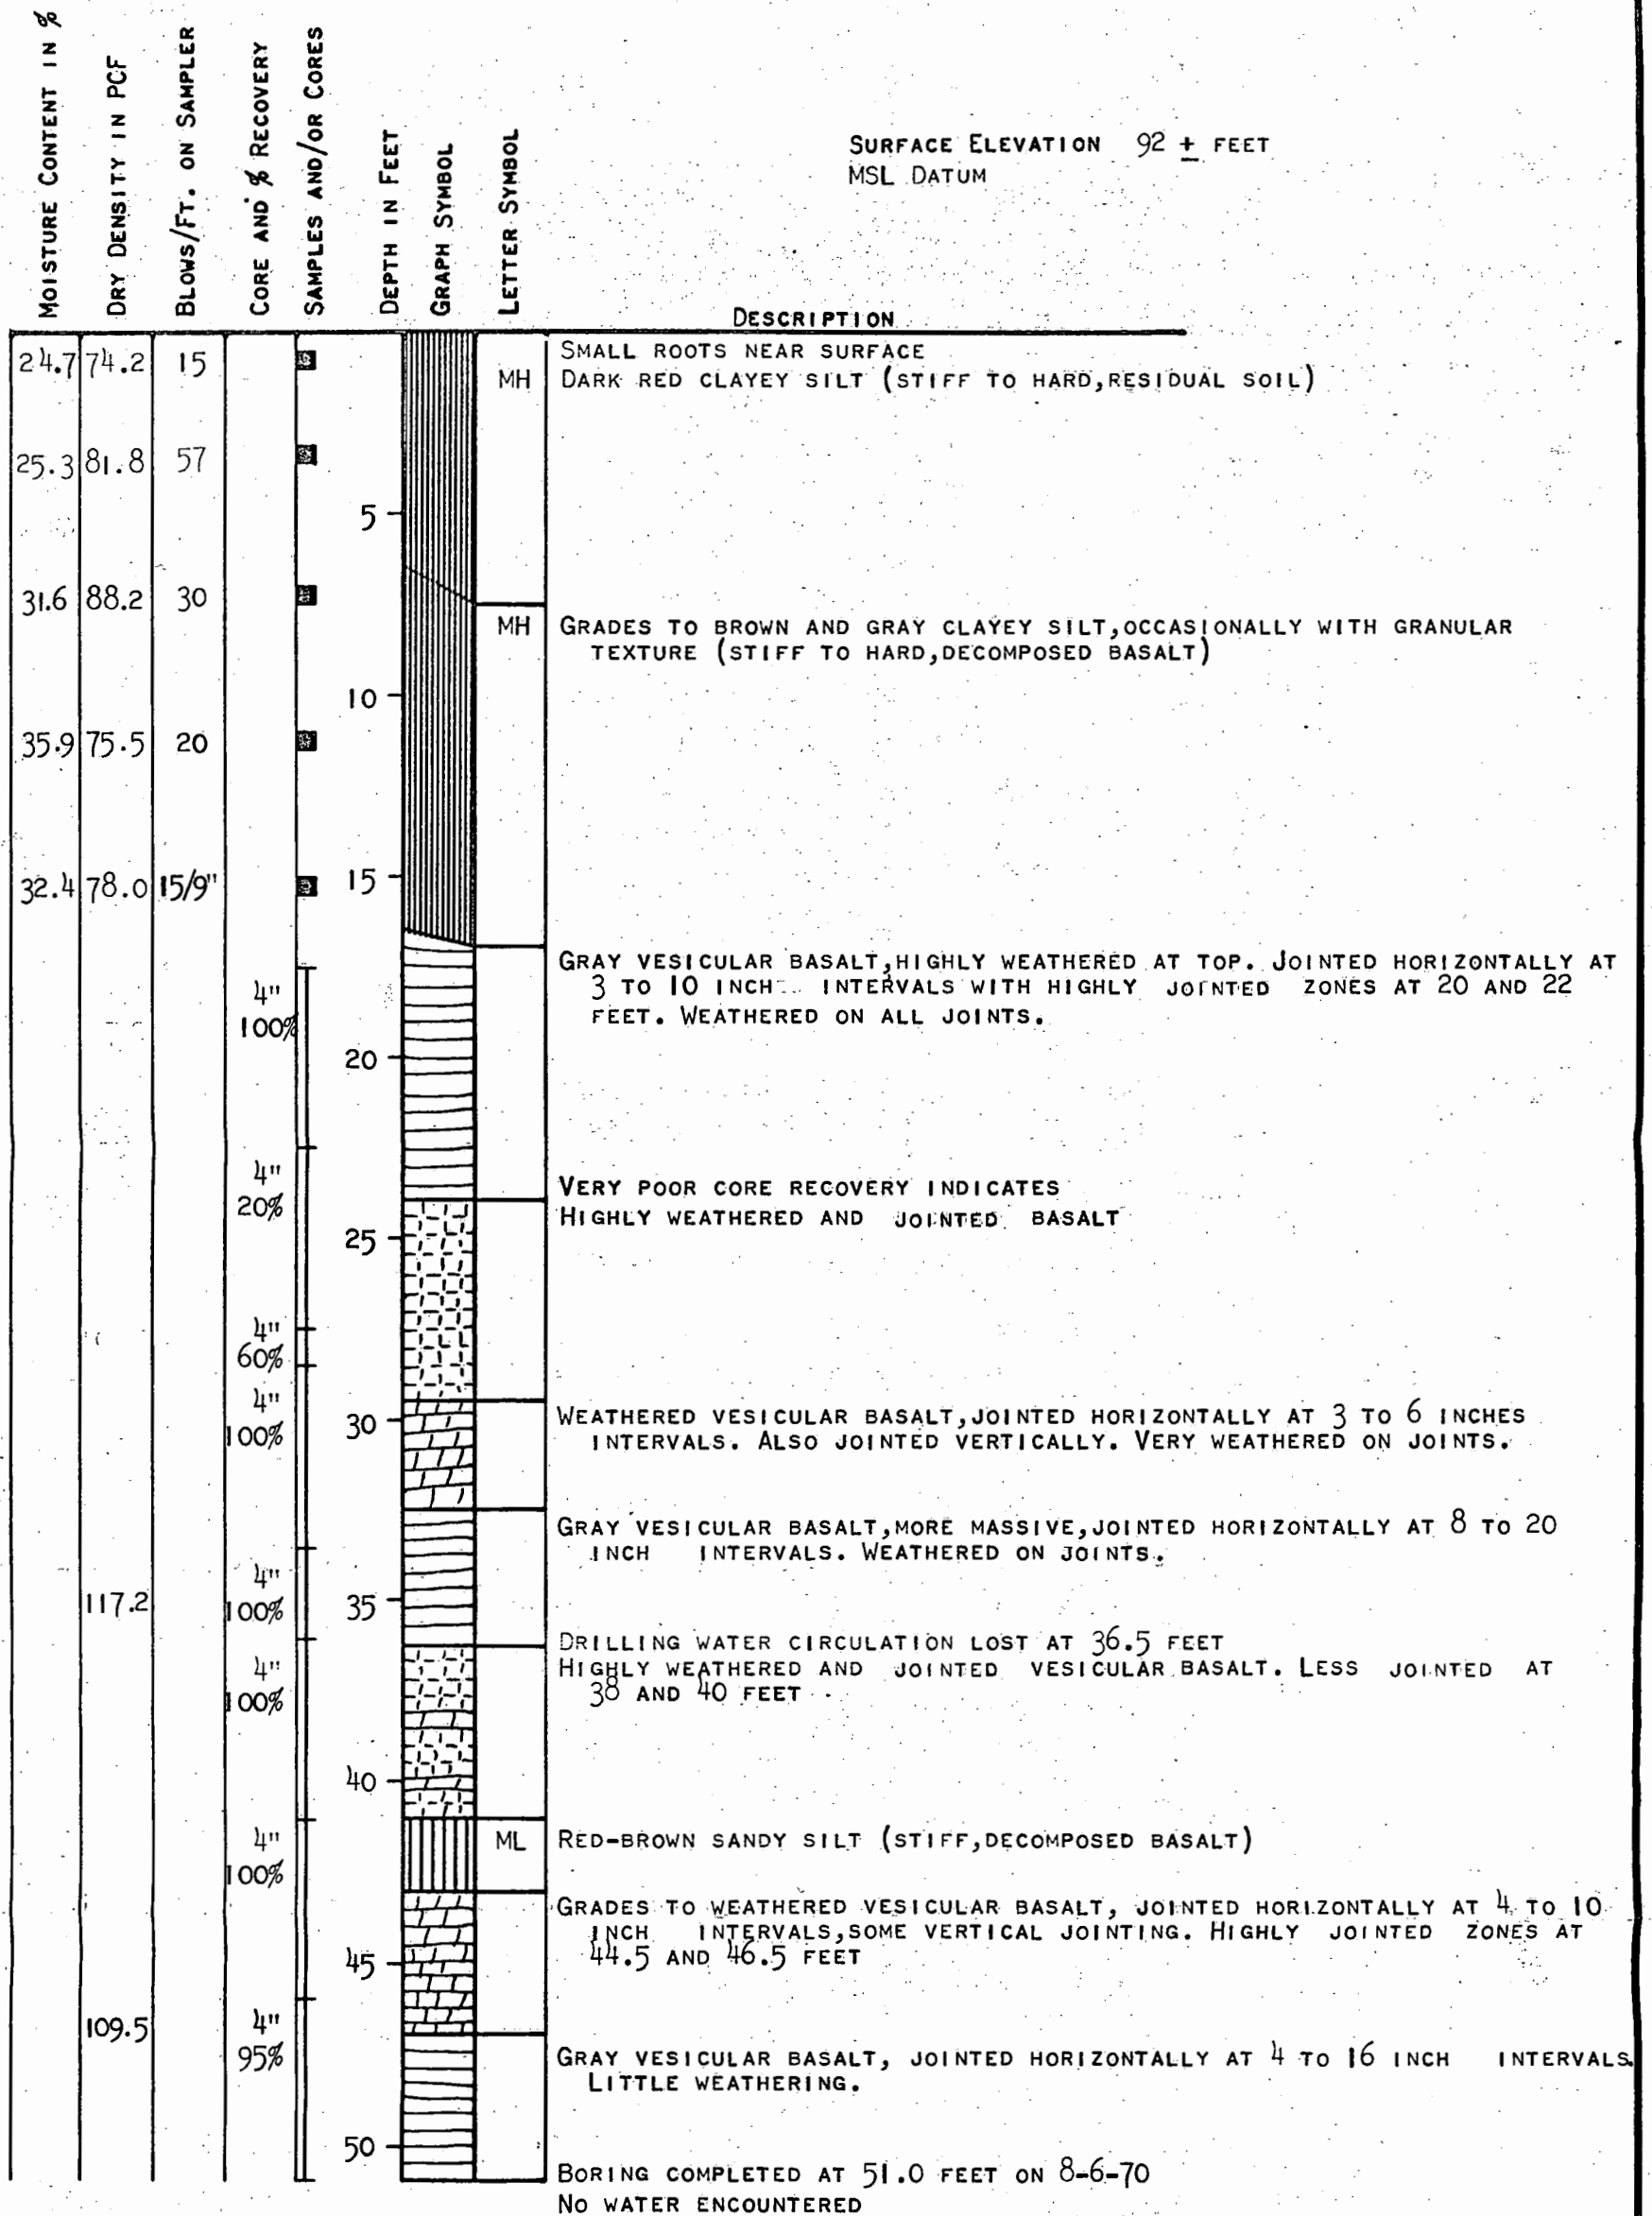 MOISTURE CONTENT IN %
DRY DENSITY IN PCF
BLOWS/FT. ON SAMPLER
CORE AND % RECOVERY
SAMPLES AND/OR CORES
DEPTH IN FEET
GRAPH SYMBOL
LETTER SYMBOL
SURFACE ELEVATION 92 ± FEET
MSL DATUM
DESCRIPTION
SMALL ROOTS NEAR SURFACE
24.7 74.2 15
MH DARK RED CLAYEY SILT (STIFF TO HARD, RESIDUAL SOIL)
25.3 81.8 57
5
31.6 88.2 30
MH GRADES TO BROWN AND GRAY CLAYEY SILT, OCCASIONALLY WITH GRANULAR
TEXTURE (STIFF TO HARD, DECOMPOSED BASALT)
10
35.9 75.5 20
32.4 78.0 15/9" 15
GRAY VESICULAR BASALT, HIGHLY WEATHERED AT TOP. JOINTED HORIZONTALLY AT
4" 3 TO 10 INCH INTERVALS WITH HIGHLY JOINTED ZONES AT 20 AND 22
100% FEET. WEATHERED ON ALL JOINTS.
20
4" VERY POOR CORE RECOVERY INDICATES
20% HIGHLY WEATHERED AND JOINTED BASALT
25
4"
60%
4" WEATHERED VESICULAR BASALT, JOINTED HORIZONTALLY AT 3 TO 6 INCHES
100% 30 INTERVALS. ALSO JOINTED VERTICALLY. VERY WEATHERED ON JOINTS.
GRAY VESICULAR BASALT, MORE MASSIVE, JOINTED HORIZONTALLY AT 8 TO 20
INCH INTERVALS. WEATHERED ON JOINTS.
4"
117.2 100% 35
DRILLING WATER CIRCULATION LOST AT 36.5 FEET
4" HIGHLY WEATHERED AND JOINTED VESICULAR BASALT. LESS JOINTED AT
100% 38 AND 40 FEET
40
4" ML RED-BROWN SANDY SILT (STIFF, DECOMPOSED BASALT)
100%
GRADES TO WEATHERED VESICULAR BASALT, JOINTED HORIZONTALLY AT 4 TO 10
INCH INTERVALS, SOME VERTICAL JOINTING. HIGHLY JOINTED ZONES AT
45 44.5 AND 46.5 FEET
109.5 4"
95% GRAY VESICULAR BASALT, JOINTED HORIZONTALLY AT 4 TO 16 INCH INTERVALS.
LITTLE WEATHERING.
50
BORING COMPLETED AT 51.0 FEET ON 8-6-70
NO WATER ENCOUNTERED